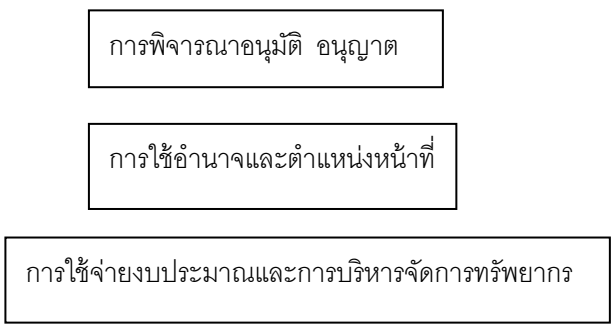 การพิจารณาอนุมัติ อนุญาต
การใช้อำนาจและตำแหน่งหน้าที่
การใช้จ่ายงบประมาณและการบริหารจัดการทรัพยากร